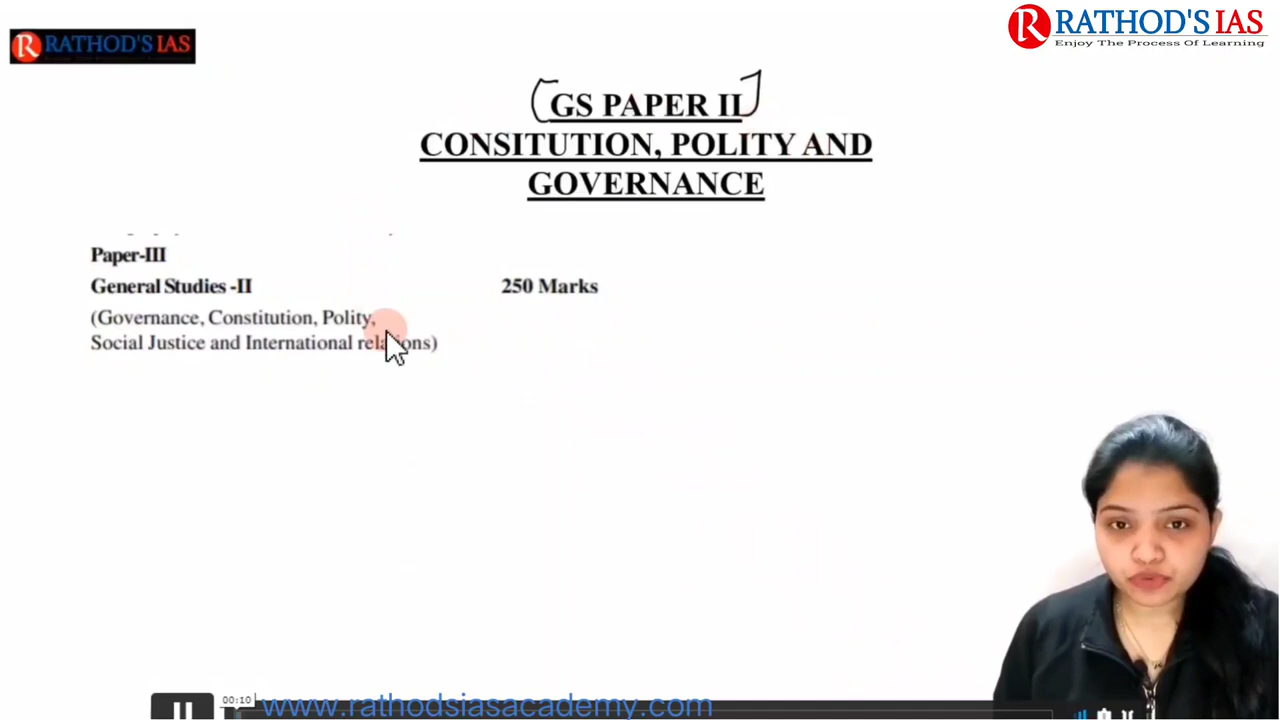 RATHOD'S IAS
RATHOD'S IAS
Enjoy The Process Of Learning
GS PAPER II
CONSITUTION, POLITY AND
GOVERNANCE
Paper-III
General Studies -II 250 Marks
(Governance, Constitution, Polity,
Social Justice and International relations)
00:10
www.rathodsiasacademy.com